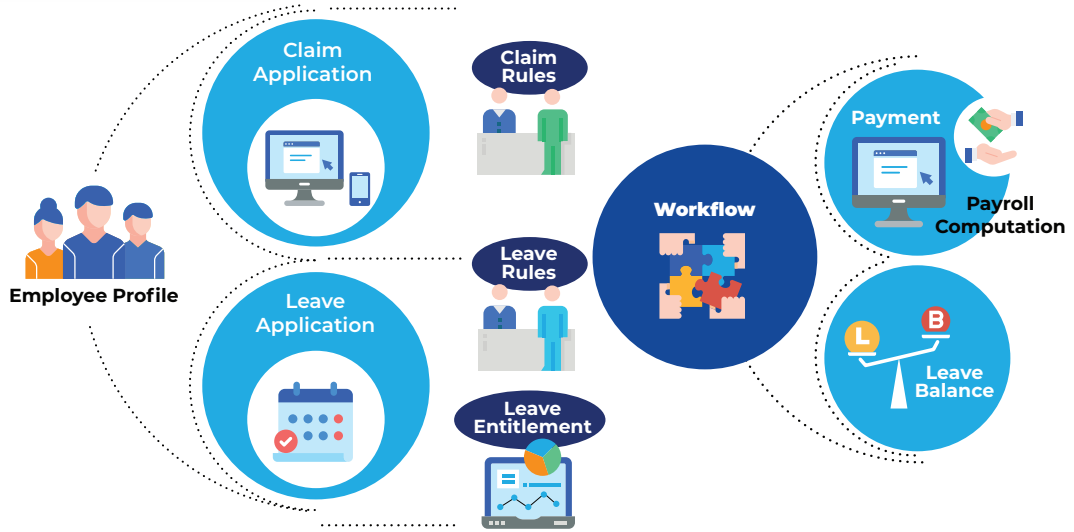 Claim
Application
Claim
Rules
Payment
Payroll
Computation
Workflow
Employee Profile
Leave
Application
Leave
Rules
Leave
Entitlement
L
B
Leave
Balance